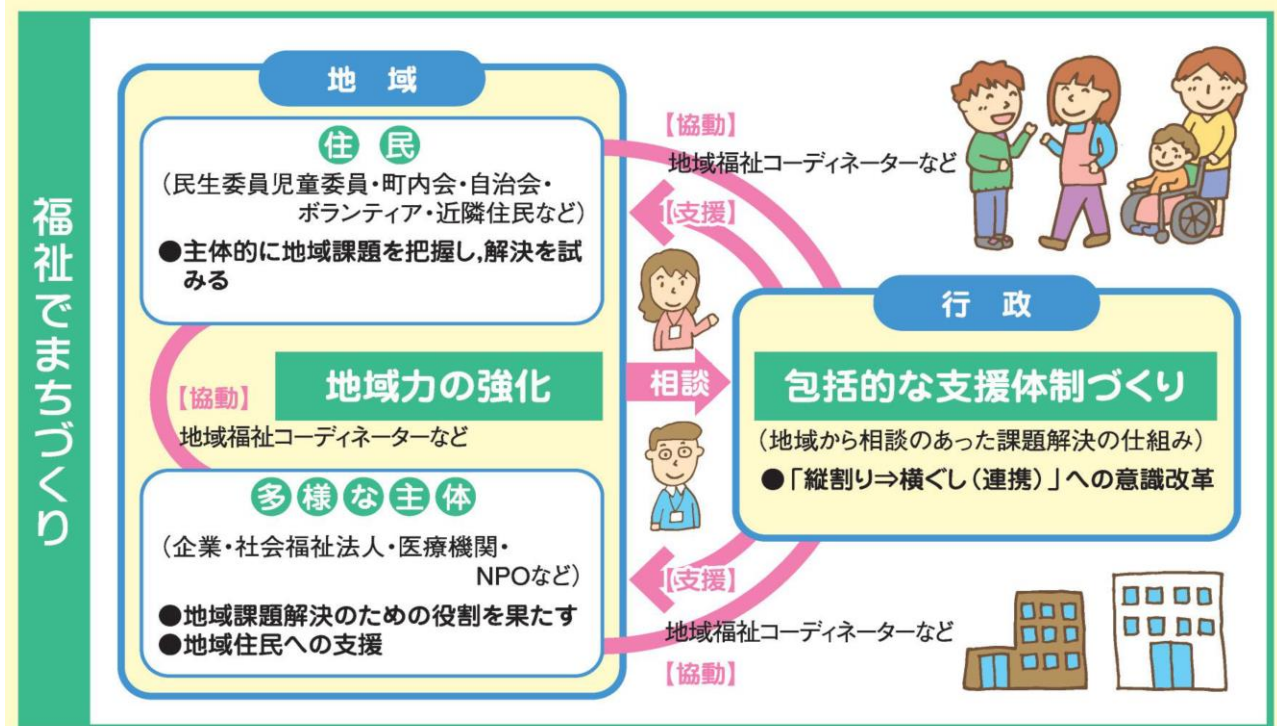 福祉でまちづくり
地域
住民
（民生委員児童委員・町内会・自治会・
ボランティア・近隣住民など）
●主体的に地域課題を把握し,解決を試
みる
【協動】
地域福祉コーディネーターなど
地域力の強化
多様な主体
（企業・社会福祉法人・医療機関・
NPOなど）
●地域課題解決のための役割を果たす
●地域住民への支援
【協動】
地域福祉コーディネーターなど
【支援】
相談
【支援】
地域福祉コーディネーターなど
【協動】
行政
包括的な支援体制づくり
（地域から相談のあった課題解決の仕組み）
●「縦割り⇒横ぐし（連携）」への意識改革